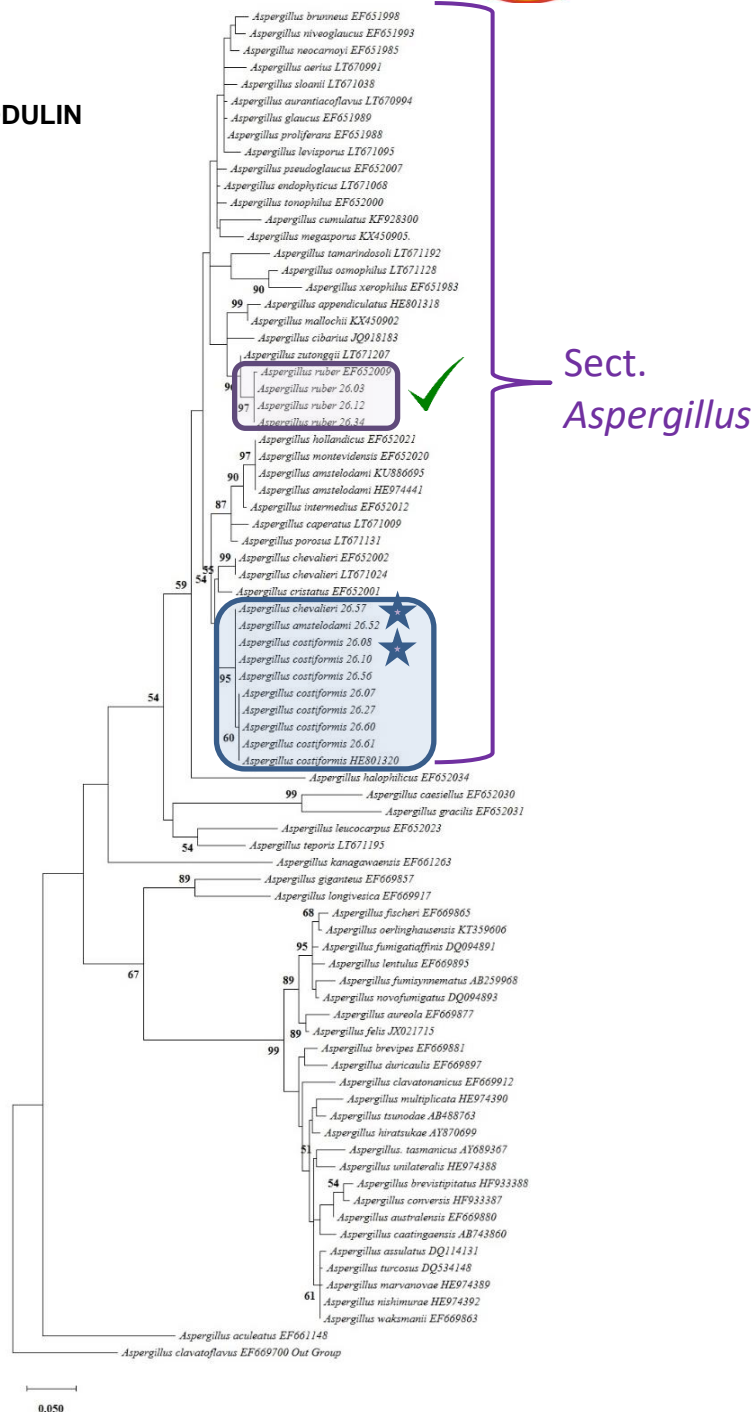 Aspergillus brunneus EF651998
Aspergillus niveoglaucus EF651993
Aspergillus neocarnoyi EF651985
Aspergillus aerius LT670991
Aspergillus sloanii LT671038
Aspergillus aurantiacoflavus LT670994
DULIN
Aspergillus glaucus EF651989
Aspergillus proliferans EF651988
Aspergillus levisporus LT671095
Aspergillus pseudoglaucus EF652007
Aspergillus endophyticus LT671068
Aspergillus tonophilus EF652000
Aspergillus cumulatus KF928300
Aspergillus megasporus KX450905.
Aspergillus tamarindosoli LT671192
Aspergillus osmophilus LT671128
90 Aspergillus xerophilus EF651983
99 Aspergillus appendiculatus HE801318
Aspergillus mallochii KX450902
Aspergillus cibarius JQ918183
Aspergillus zutongqii LT671207
Aspergillus ruber EF652009
Aspergillus ruber 26.03
97 Aspergillus ruber 26.12
Aspergillus ruber 26.34
Sect.
Aspergillus
Aspergillus hollandicus EF652021
97 Aspergillus montevidensis EF652020
90 Aspergillus amstelodami KU886695
Aspergillus amstelodami HE974441
87 Aspergillus intermedius EF652012
Aspergillus caperatus LT671009
Aspergillus porosus LT671131
99 Aspergillus chevalieri EF652002
55
54 Aspergillus chevalieri LT671024
59 Aspergillus cristatus EF652001
Aspergillus chevalieri 26.57
Aspergillus amstelodami 26.52
Aspergillus costiformis 26.08
Aspergillus costiformis 26.10
95 Aspergillus costiformis 26.56
54 Aspergillus costiformis 26.07
Aspergillus costiformis 26.27
Aspergillus costiformis 26.60
60 Aspergillus costiformis 26.61
Aspergillus costiformis HE801320
Aspergillus halophilicus EF652034
99 Aspergillus caesiellus EF652030
Aspergillus gracilis EF652031
Aspergillus leucocarpus EF652023
54 Aspergillus teporis LT671195
Aspergillus kanagawaensis EF661263
89 Aspergillus giganteus EF669857
Aspergillus longivesica EF669917
68 Aspergillus fischeri EF669865
Aspergillus oerlinghausensis KT359606
95 Aspergillus fumigatiaffinis DQ094891
Aspergillus lentulus EF669895
67
89 Aspergillus fumisynnematus AB259968
Aspergillus novofumigatus DQ094893
Aspergillus aureola EF669877
89 Aspergillus felis JX021715
99 Aspergillus brevipes EF669881
Aspergillus duricaulis EF669897
Aspergillus clavatonanicus EF669912
Aspergillus multiplicata HE974390
Aspergillus tsunodae AB488763
Aspergillus hiratsukae AY870699
51 Aspergillus. tasmanicus AY689367
Aspergillus unilateralis HE974388
54 Aspergillus brevistipitatus HF933388
Aspergillus conversis HF933387
Aspergillus australensis EF669880
Aspergillus caatingaensis AB743860
Aspergillus assulatus DQ114131
Aspergillus turcosus DQ534148
Aspergillus marvanovae HE974389
61 Aspergillus nishimurae HE974392
Aspergillus waksmanii EF669863
Aspergillus aculeatus EF661148
Aspergillus clavatoflavus EF669700 Out Group
0.050